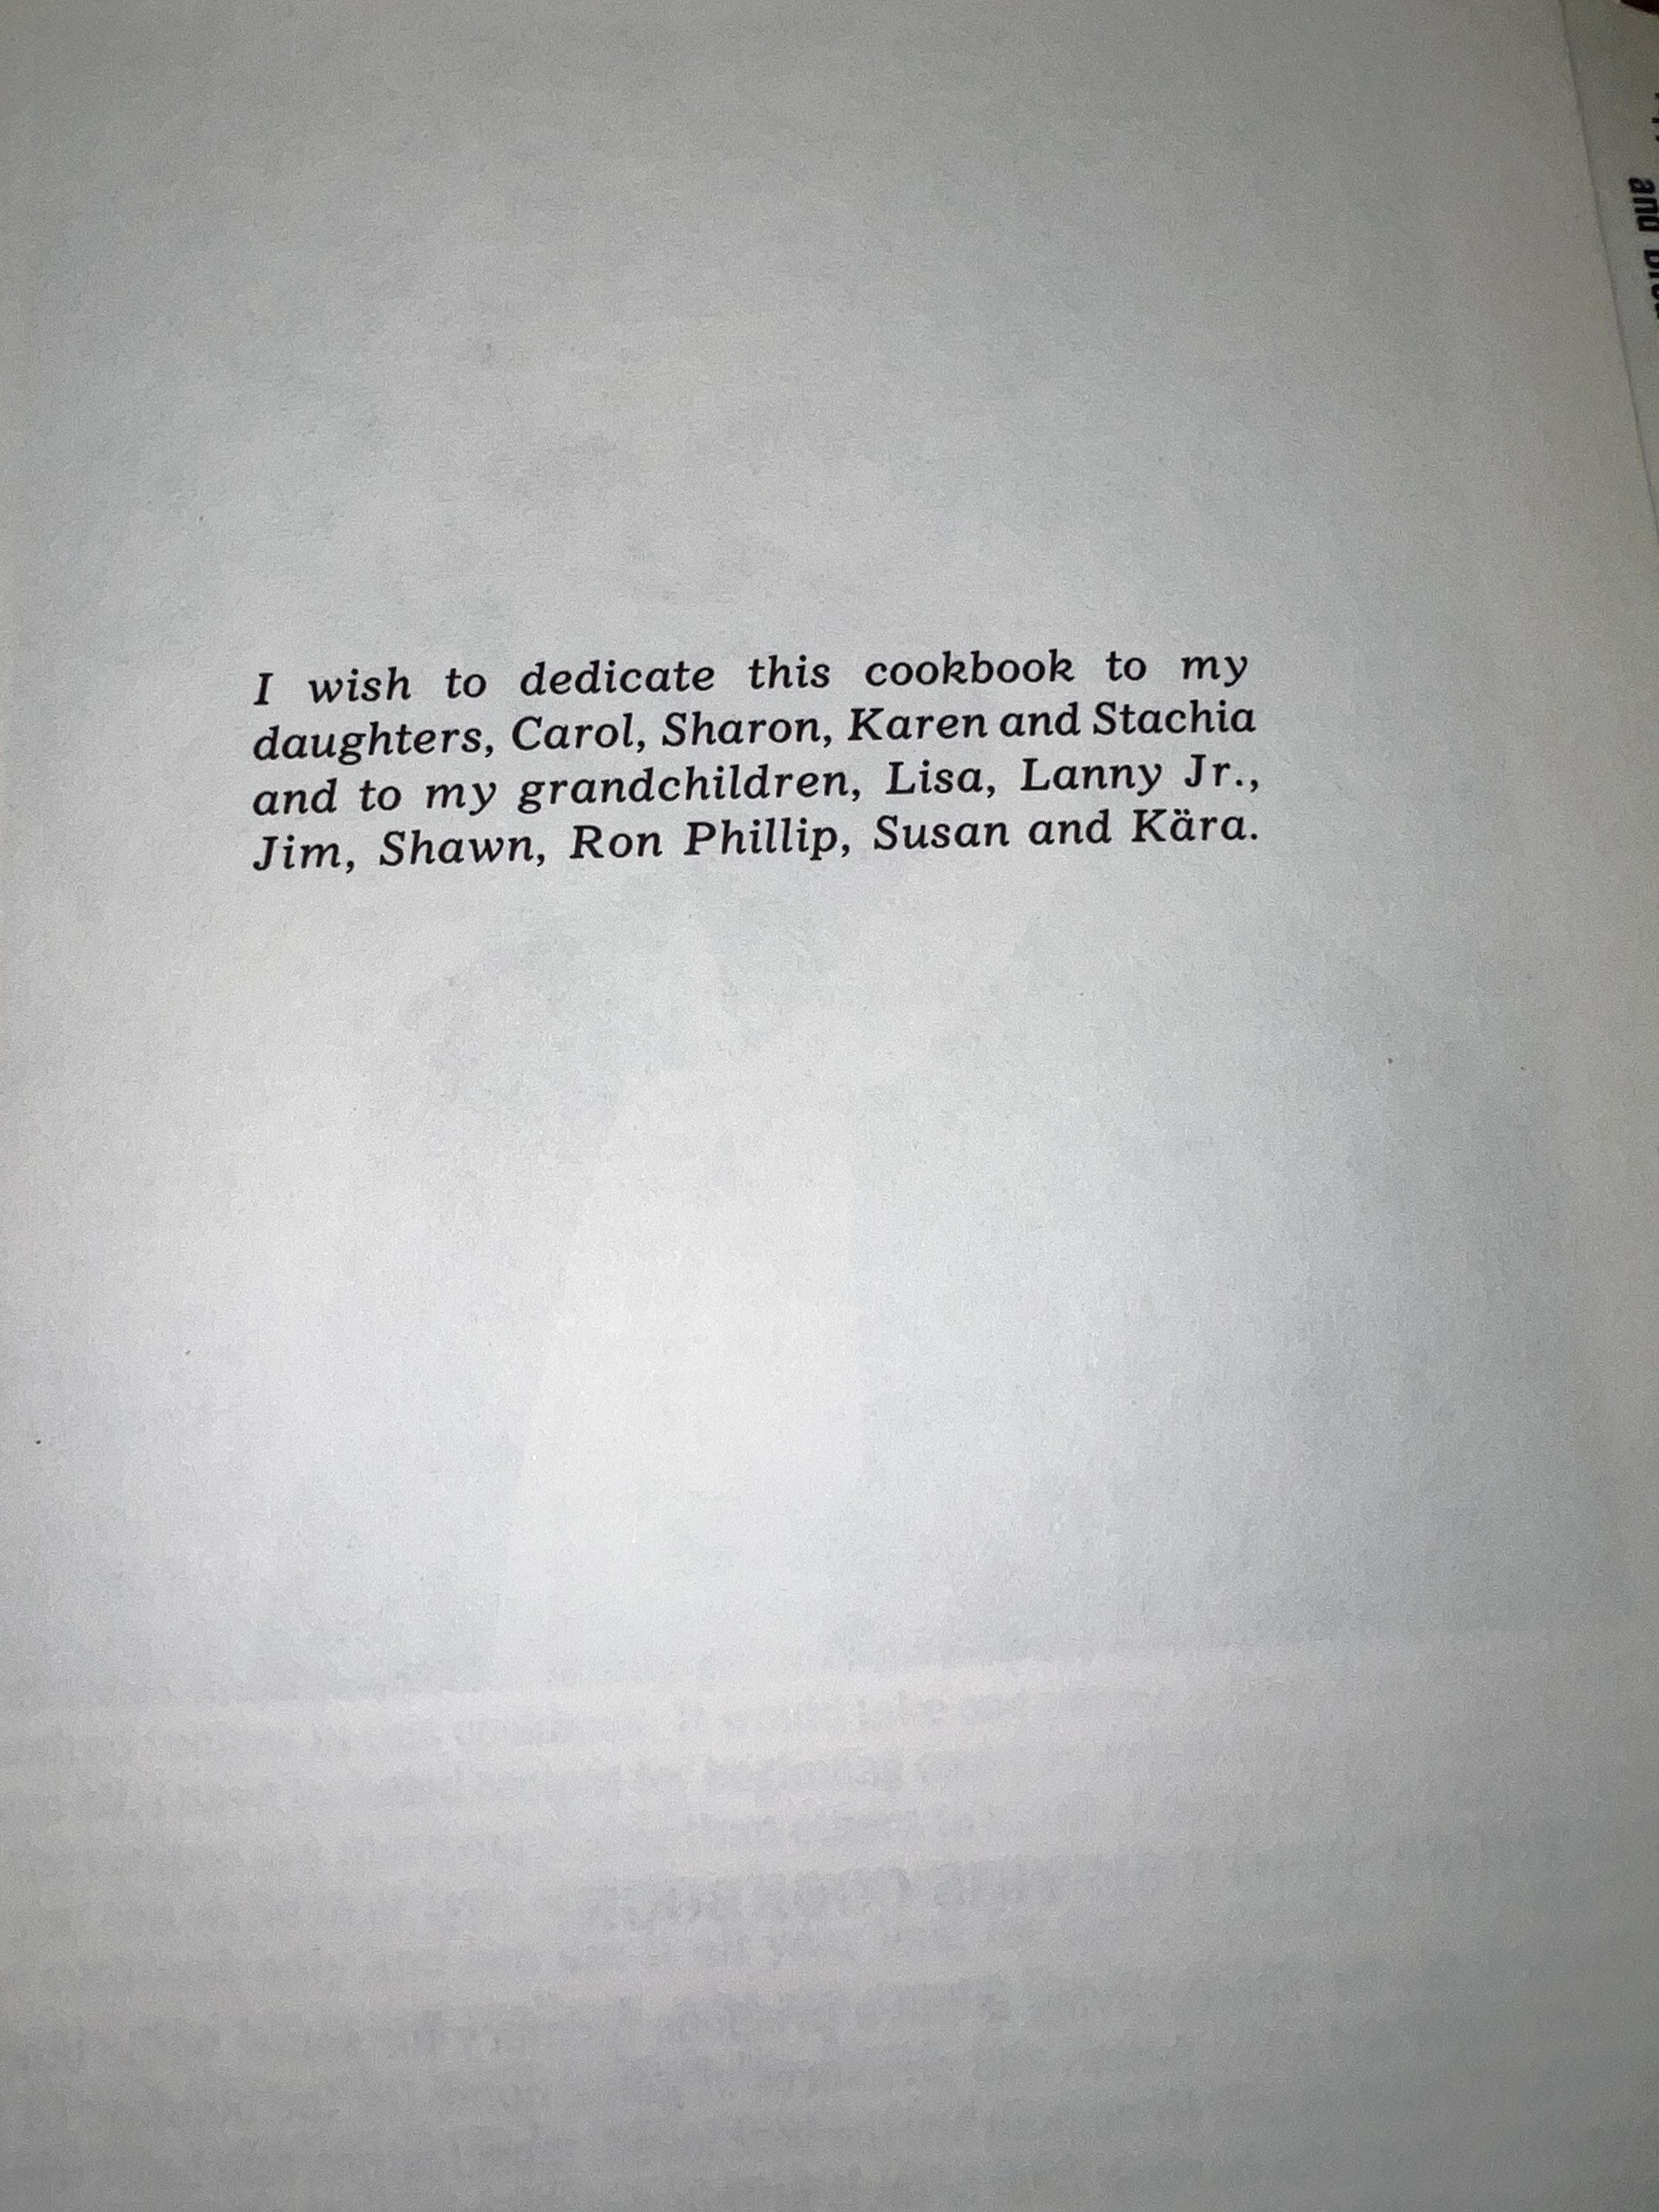 I wish to dedicate this cookbook to my
daughters, Carol, Sharon, Karen and Stachia
and to my grandchildren, Lisa, Lanny Jr.,
Jim, Shawn, Ron Phillip, Susan and Kära.
and